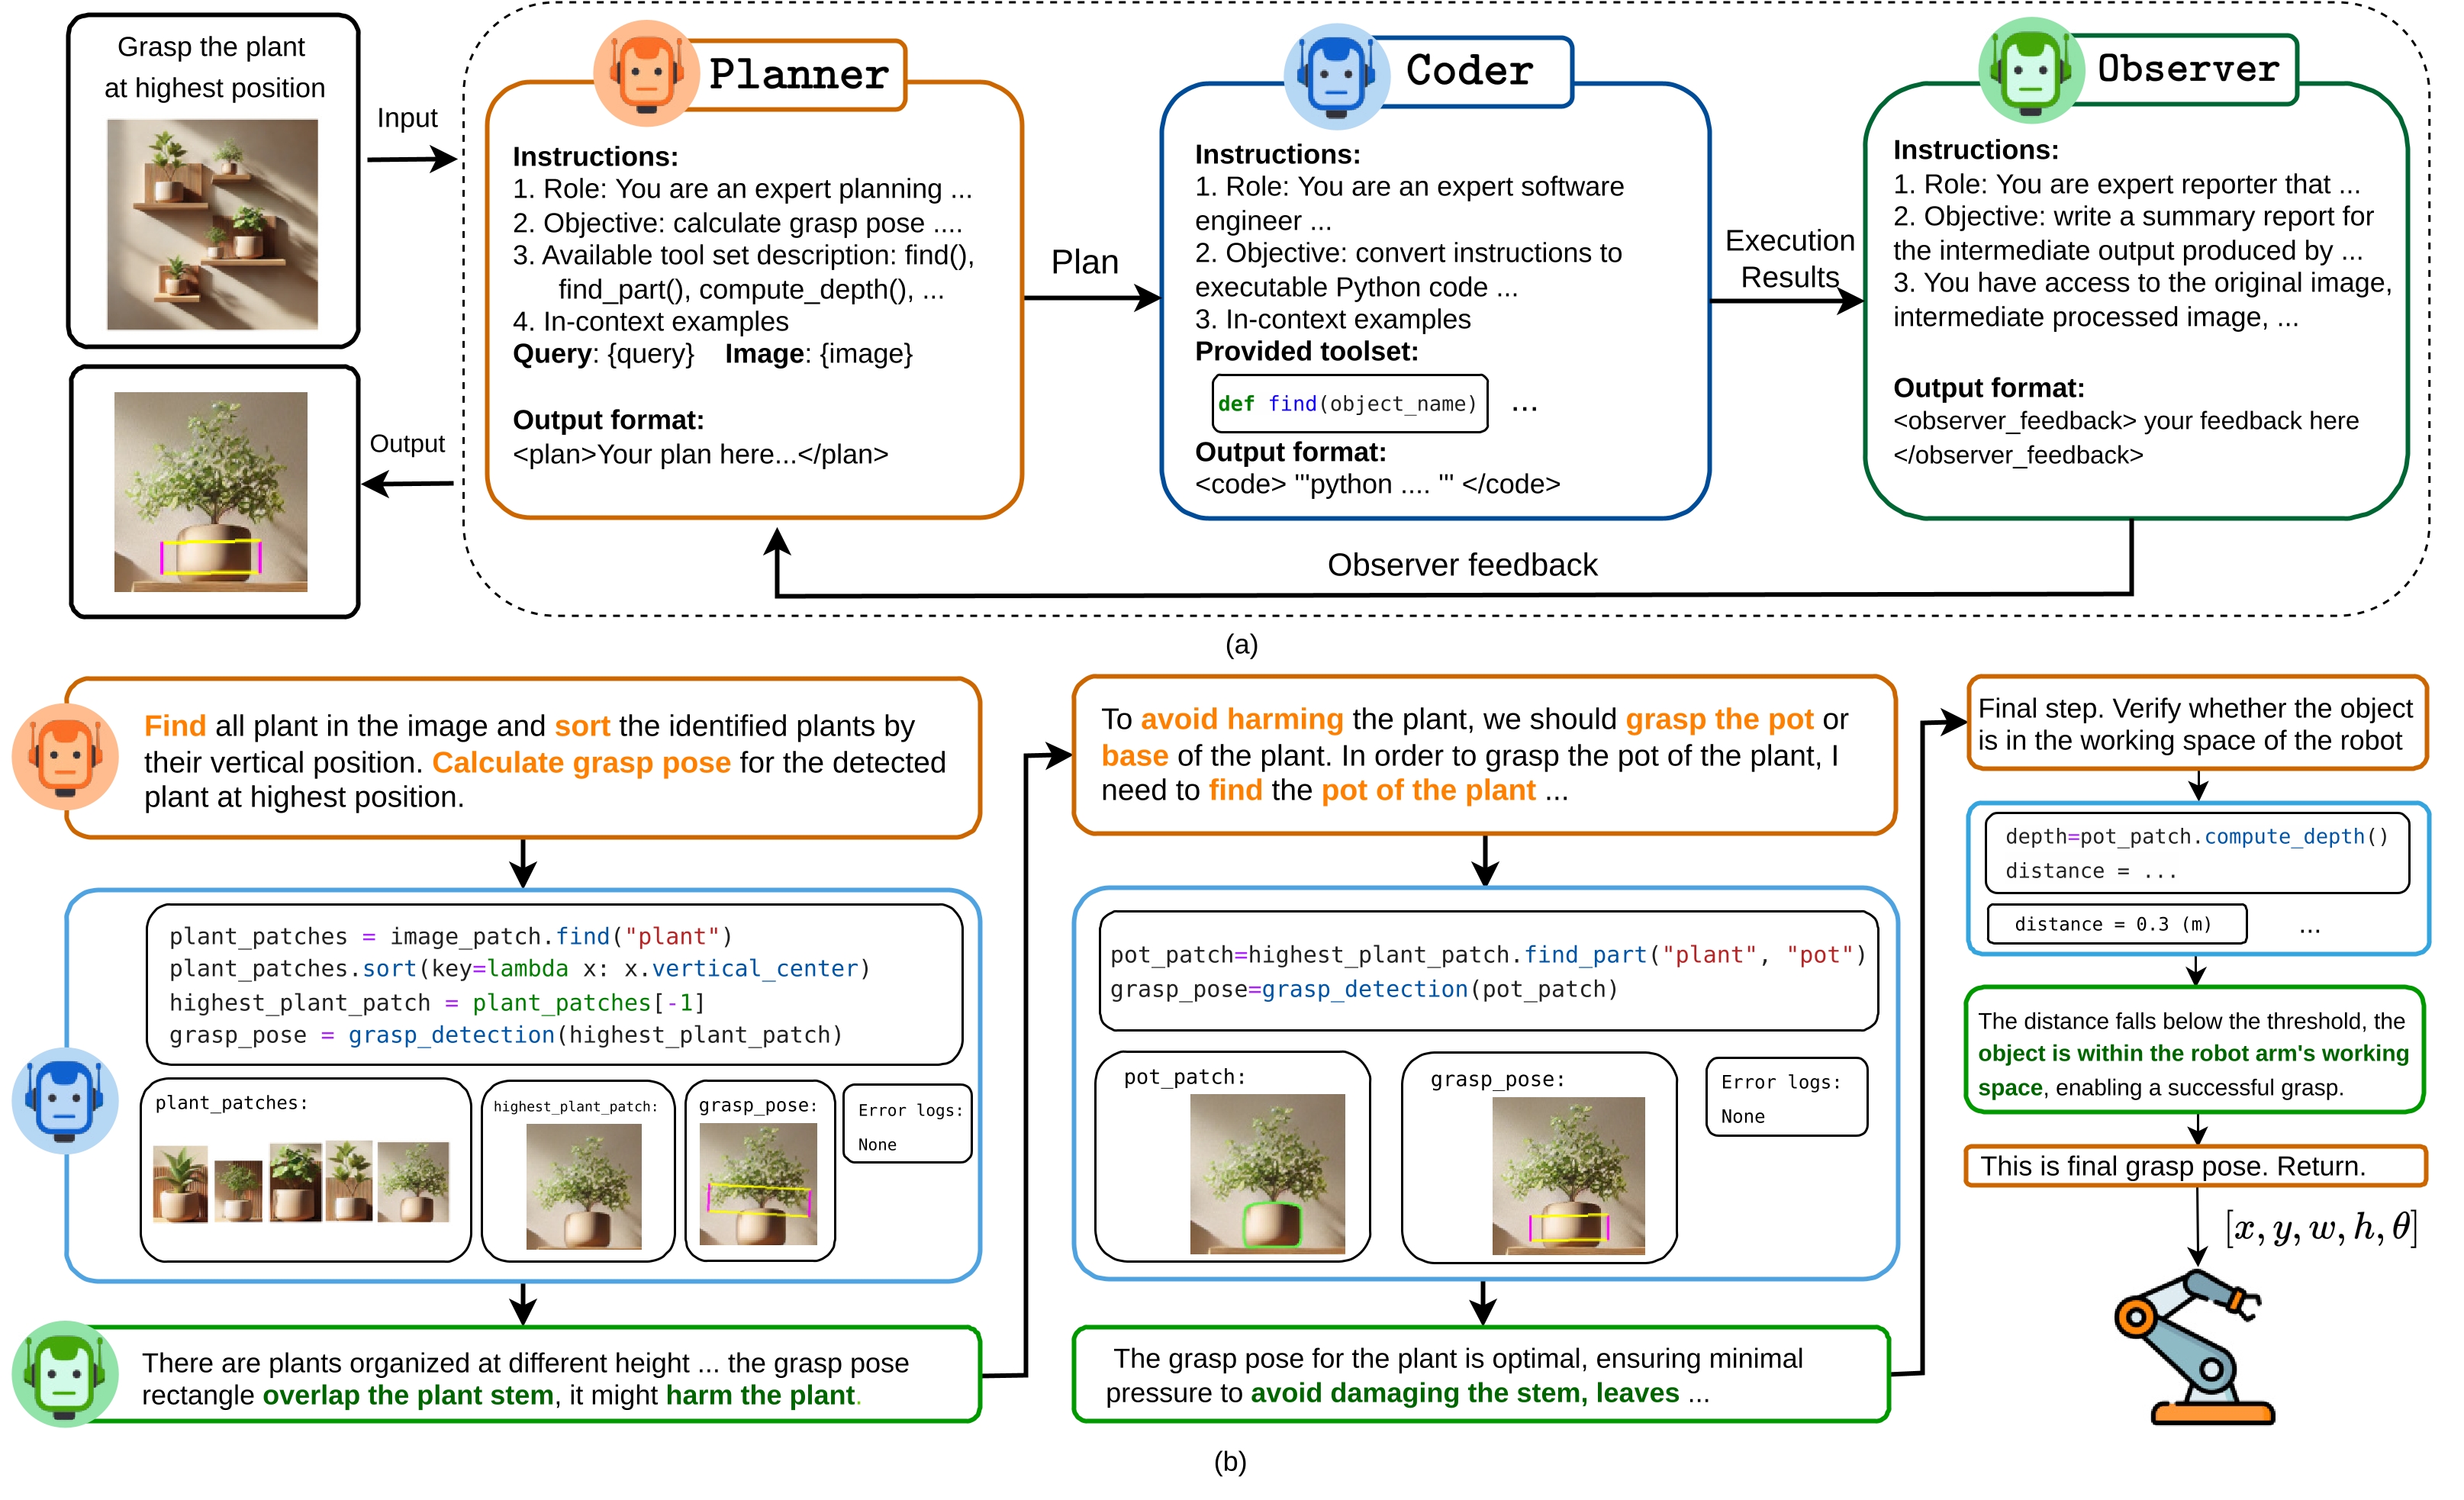 Grasp the plant
at highest position
Input
Output
Planner
Instructions:
1. Role: You are an expert planning ...
2. Objective: calculate grasp pose ....
3. Available tool set description: find(),
find_part(), compute_depth(), ...
4. In-context examples
Query: {query} Image: {image}
Output format:
<plan>Your plan here...</plan>
Plan
Coder
Instructions:
1. Role: You are an expert software
engineer ...
2. Objective: convert instructions to
executable Python code ...
3. In-context examples
Provided toolset:
def find(object_name) ...
Output format:
<code> '''python .... ''' </code>
Execution
Results
Observer
Instructions:
1. Role: You are expert reporter that ...
2. Objective: write a summary report for
the intermediate output produced by ...
3. You have access to the original image,
intermediate processed image, ...
Output format:
<observer_feedback> your feedback here
</observer_feedback>
Observer feedback
(a)
Find all plant in the image and sort the identified plants by
their vertical position. Calculate grasp pose for the detected
plant at highest position.
plant_patches = image_patch.find("plant")
plant_patches.sort(key=lambda x: x.vertical_center)
highest_plant_patch = plant_patches[-1]
grasp_pose = grasp_detection(highest_plant_patch)
plant_patches:
highest_plant_patch:
grasp_pose:
Error logs:
None
There are plants organized at different height ... the grasp pose
rectangle overlap the plant stem, it might harm the plant.
To avoid harming the plant, we should grasp the pot or
base of the plant. In order to grasp the pot of the plant, I
need to find the pot of the plant ...
pot_patch=highest_plant_patch.find_part("plant", "pot")
grasp_pose=grasp_detection(pot_patch)
pot_patch:
grasp_pose:
Error logs:
None
The grasp pose for the plant is optimal, ensuring minimal
pressure to avoid damaging the stem, leaves ...
Final step. Verify whether the object
is in the working space of the robot
depth=pot_patch.compute_depth()
distance = ...
distance = 0.3 (m) ...
The distance falls below the threshold, the
object is within the robot arm's working
space, enabling a successful grasp.
This is final grasp pose. Return.
[x, y, w, h, θ]
(b)